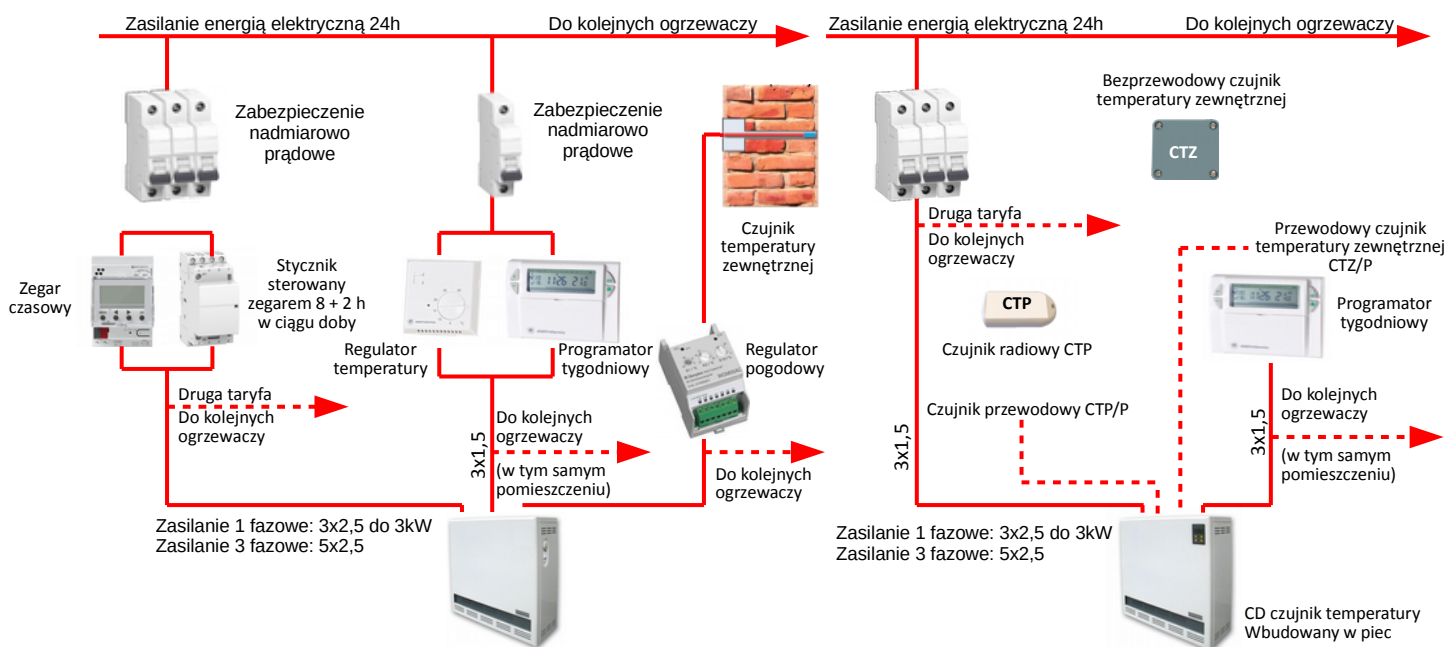 Zasilanie energią elektryczną 24h
Do kolejnych ogrzewaczy
Zabezpieczenie
nadmiarowo
prądowe
Zabezpieczenie
nadmiarowo
prądowe
Czujnik
temperatury
zewnętrznej
Zegar
czasowy
Stycznik
sterowany
zegarem 8 + 2 h
w ciągu doby
Regulator
temperatury
11:26 21.5
Programator
tygodniowy
Regulator
pogodowy
Druga taryfa
Do kolejnych
ogrzewaczy
3x1,5
Do kolejnych
ogrzewaczy
(w tym samym
pomieszczeniu)
Do kolejnych
ogrzewaczy
Zasilanie 1 fazowe: 3x2,5 do 3kW
Zasilanie 3 fazowe: 5x2,5
Zasilanie energią elektryczną 24h
Do kolejnych ogrzewaczy
Bezprzewodowy czujnik
temperatury zewnętrznej
CTZ
Druga taryfa
Do kolejnych
ogrzewaczy
Przewodowy czujnik
temperatury zewnętrznej
CTZ/P
CTP
Czujnik radiowy CTP
Programator
tygodniowy
Czujnik przewodowy CTP/P
3x1,5
3x1,5
Do kolejnych
ogrzewaczy
(w tym samym
pomieszczeniu)
Zasilanie 1 fazowe: 3x2,5 do 3kW
Zasilanie 3 fazowe: 5x2,5
CD czujnik temperatury
Wbudowany w piec